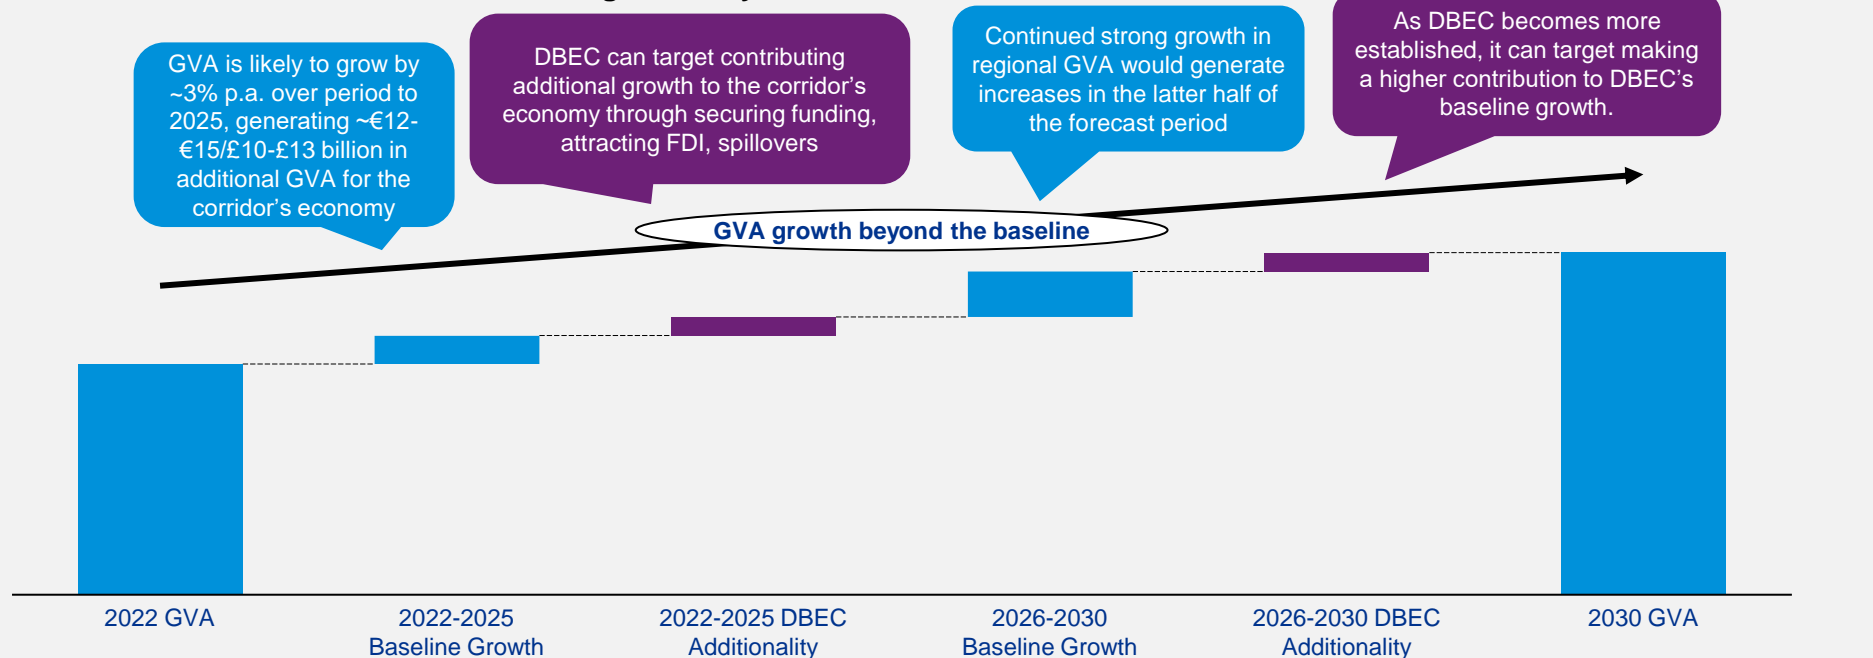 GVA is likely to grow by
~3% p.a. over period to
2025, generating ~€12-
€15/£10-£13 billion in
additional GVA for the
corridor's economy
DBEC can target contributing
additional growth to the corridor's
economy through securing funding,
attracting FDI, spillovers
Continued strong growth in
regional GVA would generate
increases in the latter half of
the forecast period
As DBEC becomes more
established, it can target making
a higher contribution to DBEC's
baseline growth.
GVA growth beyond the baseline
2022 GVA
2022-2025
Baseline Growth
2022-2025 DBEC
Additionality
2026-2030
Baseline Growth
2026-2030 DBEC
Additionality
2030 GVA